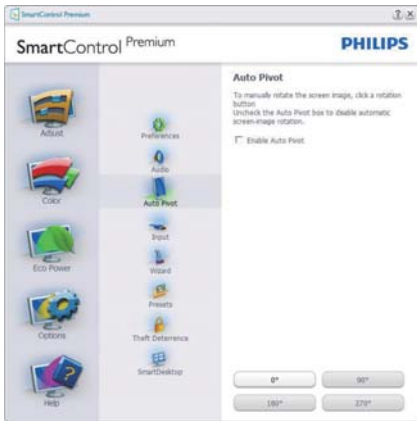 SmartControl Premium
? x
SmartControl Premium
PHILIPS
Adjust
Color
Eco Power
Options
Help
Preferences
Audio
Auto Pivot
Input
Wizard
Presets
Theft Deterrence
SmartDesktop
Auto Pivot
To manually rotate the screen image, click a rotation
button
Uncheck the Auto Pivot box to disable automatic
screen-image rotation.
Enable Auto Pivot
0°
90°
180°
270°